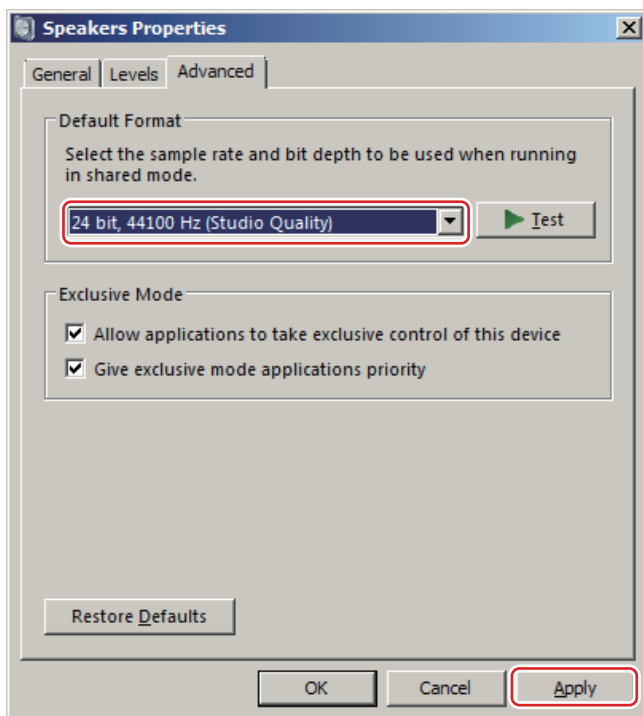 Speakers Properties
General Levels Advanced
Default Format
Select the sample rate and bit depth to be used when running
in shared mode.
24 bit, 44100 Hz (Studio Quality)
Test
Exclusive Mode
Allow applications to take exclusive control of this device
Give exclusive mode applications priority
Restore Defaults
OK Cancel Apply